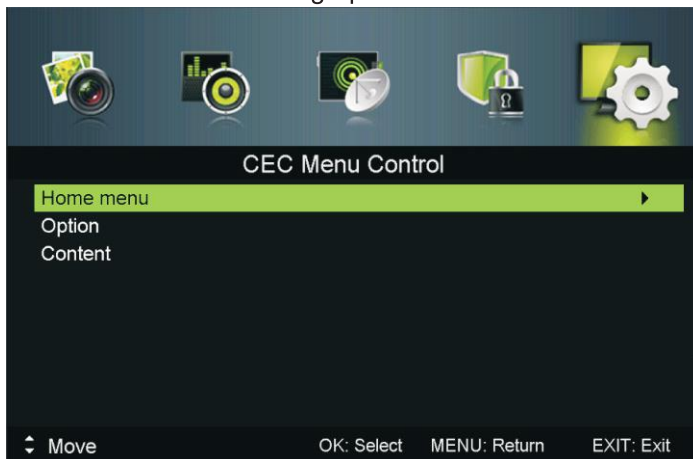 CEC Menu Control
Home menu
Option
Content
Move OK: Select MENU: Return EXIT: Exit